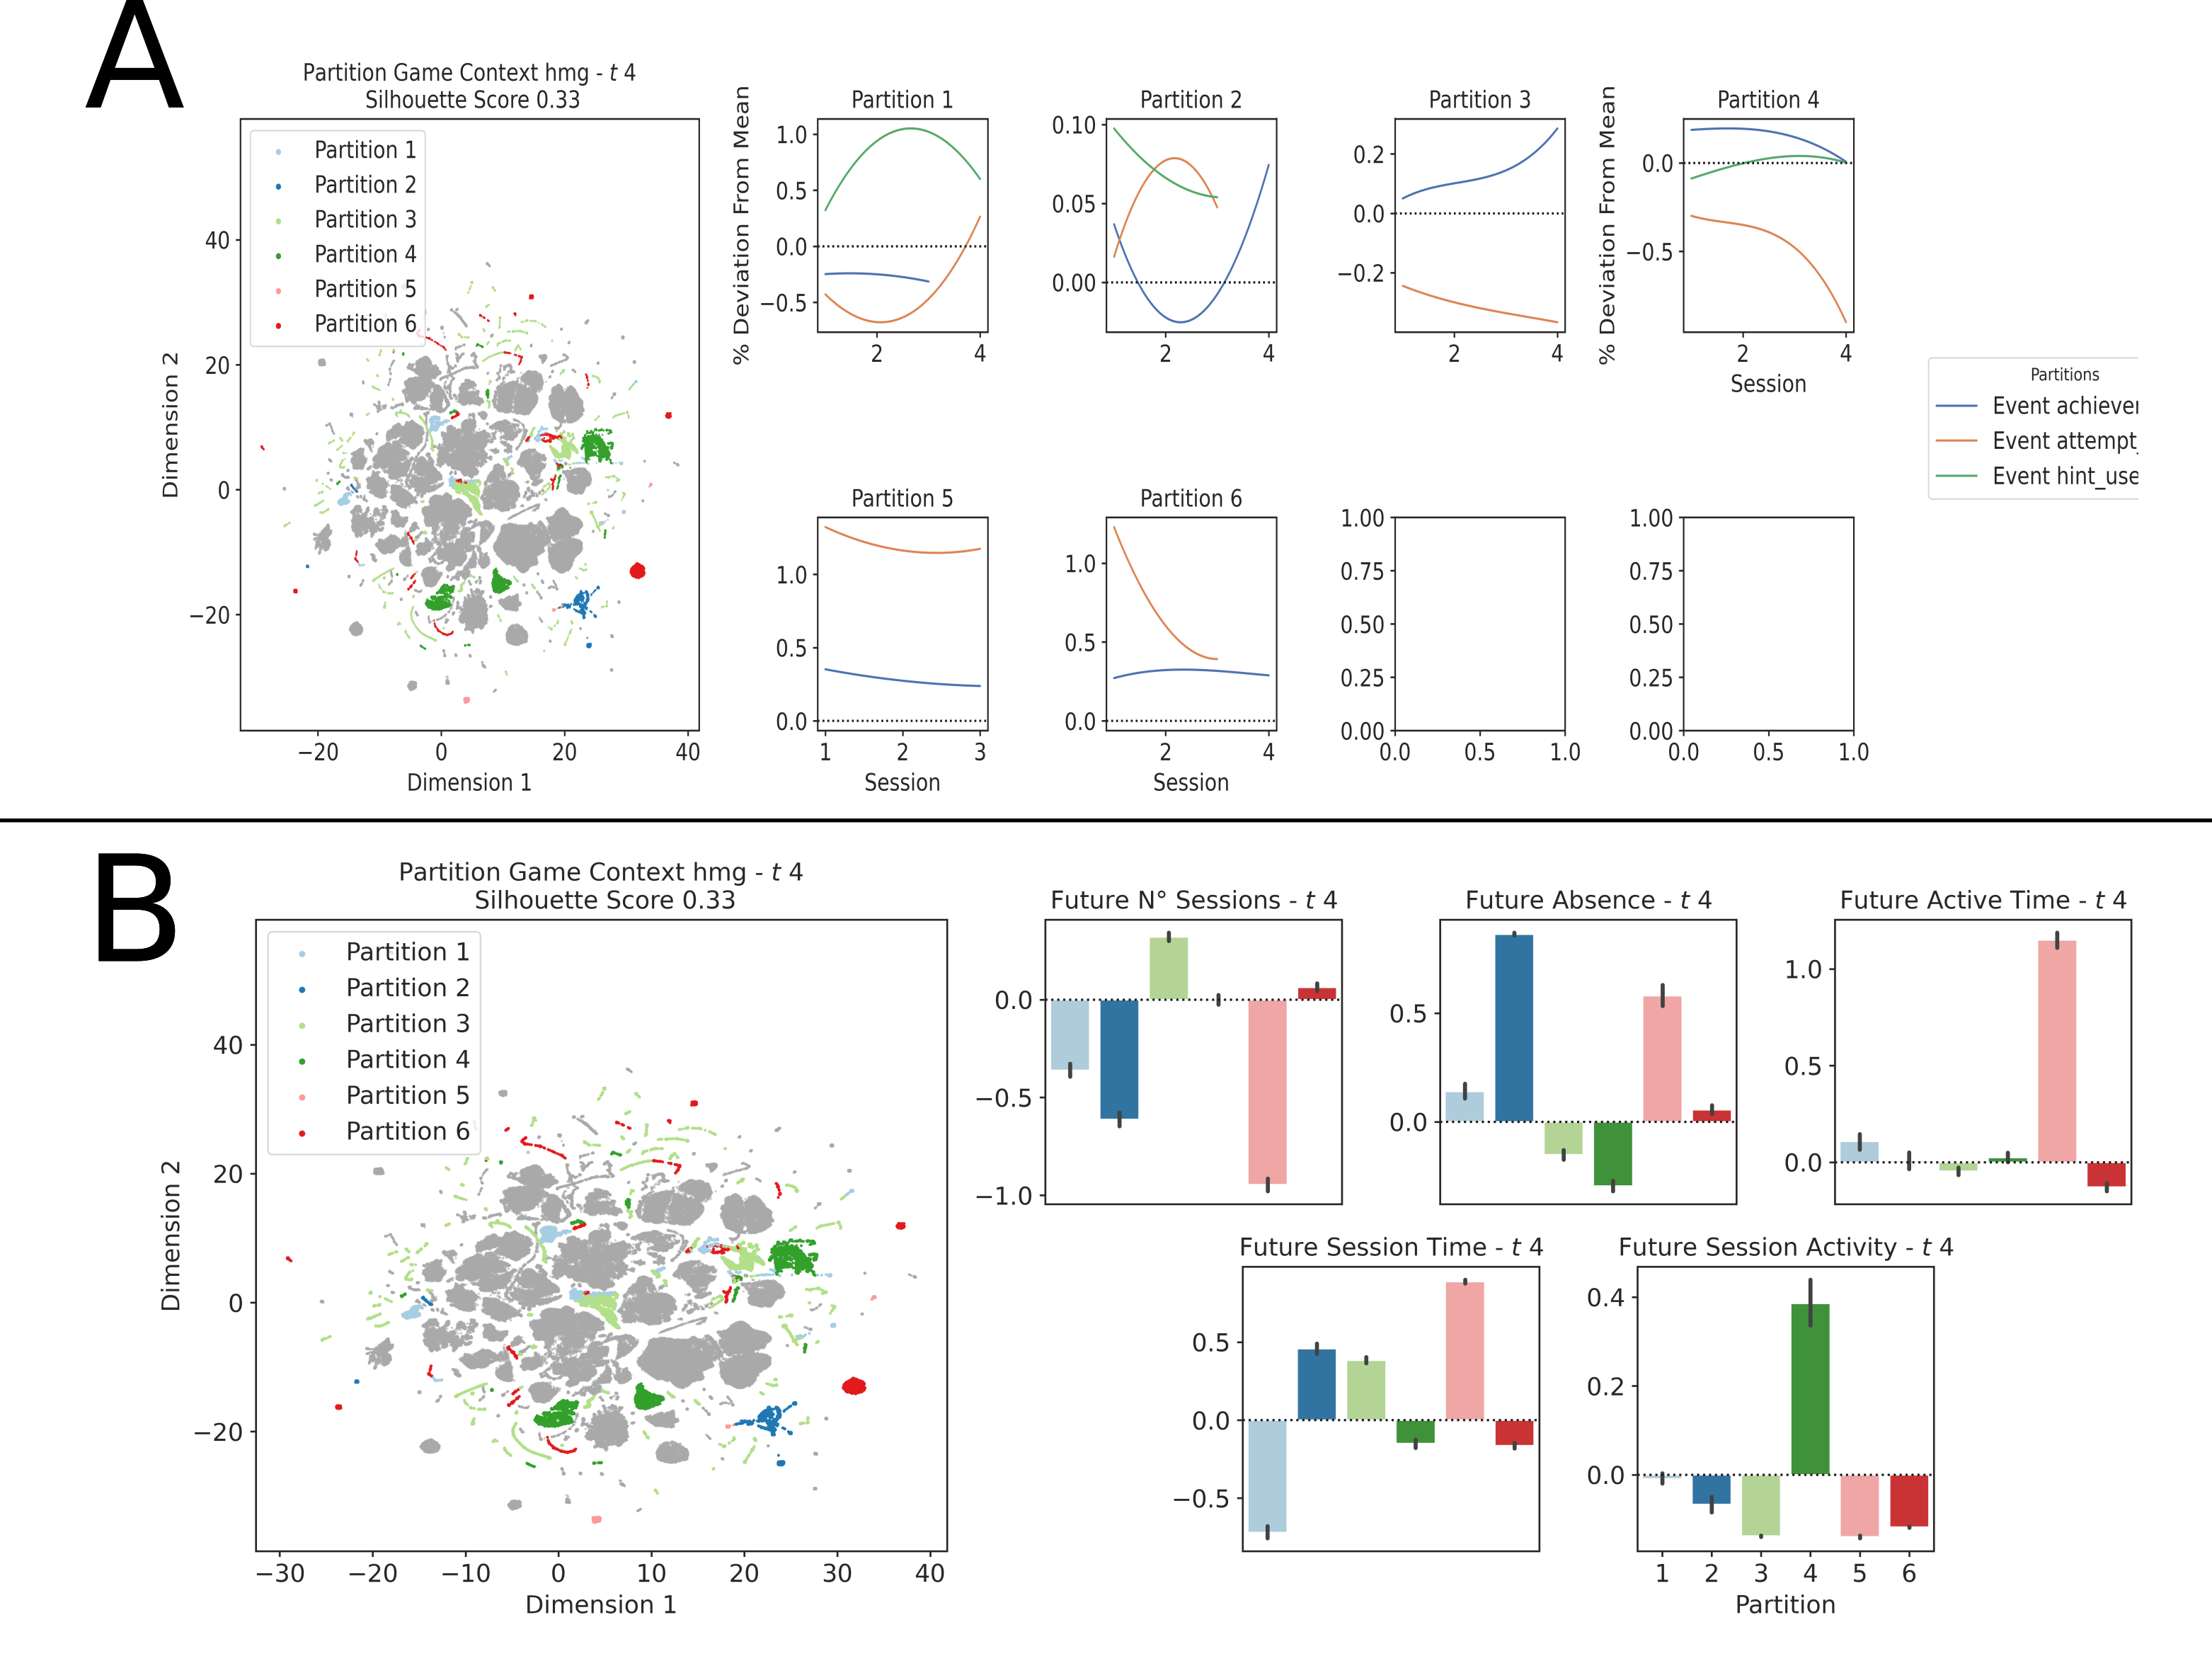 A
Partition Game Context hmg - t 4
Silhouette Score 0.33
Partition 1
Partition 2
Partition 3
Partition 4
Partition 5
Partition 6
40
20
0
−20
−20
0
20
40
Dimension 2
Dimension 1
% Deviation From Mean
Partition 1
1.0
0.5
0.0
−0.5
2
4
Partition 2
0.10
0.05
0.00
2
4
Partition 3
0.2
0.0
−0.2
2
4
% Deviation From Mean
Partition 4
0.0
−0.5
2
4
Session
Partitions
Event achieve
Event attempt_
Event hint_use
Partition 5
1.0
0.5
0.0
1
2
3
Session
Partition 6
1.0
0.5
0.0
2
4
Session
1.00
0.75
0.50
0.25
0.00
0.0
0.5
1.0
1.00
0.75
0.50
0.25
0.00
0.0
0.5
1.0
B
Partition Game Context hmg - t 4
Silhouette Score 0.33
Partition 1
Partition 2
Partition 3
Partition 4
Partition 5
Partition 6
40
20
0
−20
−30
−20
−10
0
10
20
30
40
Dimension 2
Dimension 1
Future N° Sessions - t 4
0.0
−0.5
−1.0
Future Absence - t 4
0.5
0.0
Future Active Time - t 4
1.0
0.5
0.0
Future Session Time - t 4
0.5
0.0
−0.5
Future Session Activity - t 4
0.4
0.2
0.0
1
2
3
4
5
6
Partition